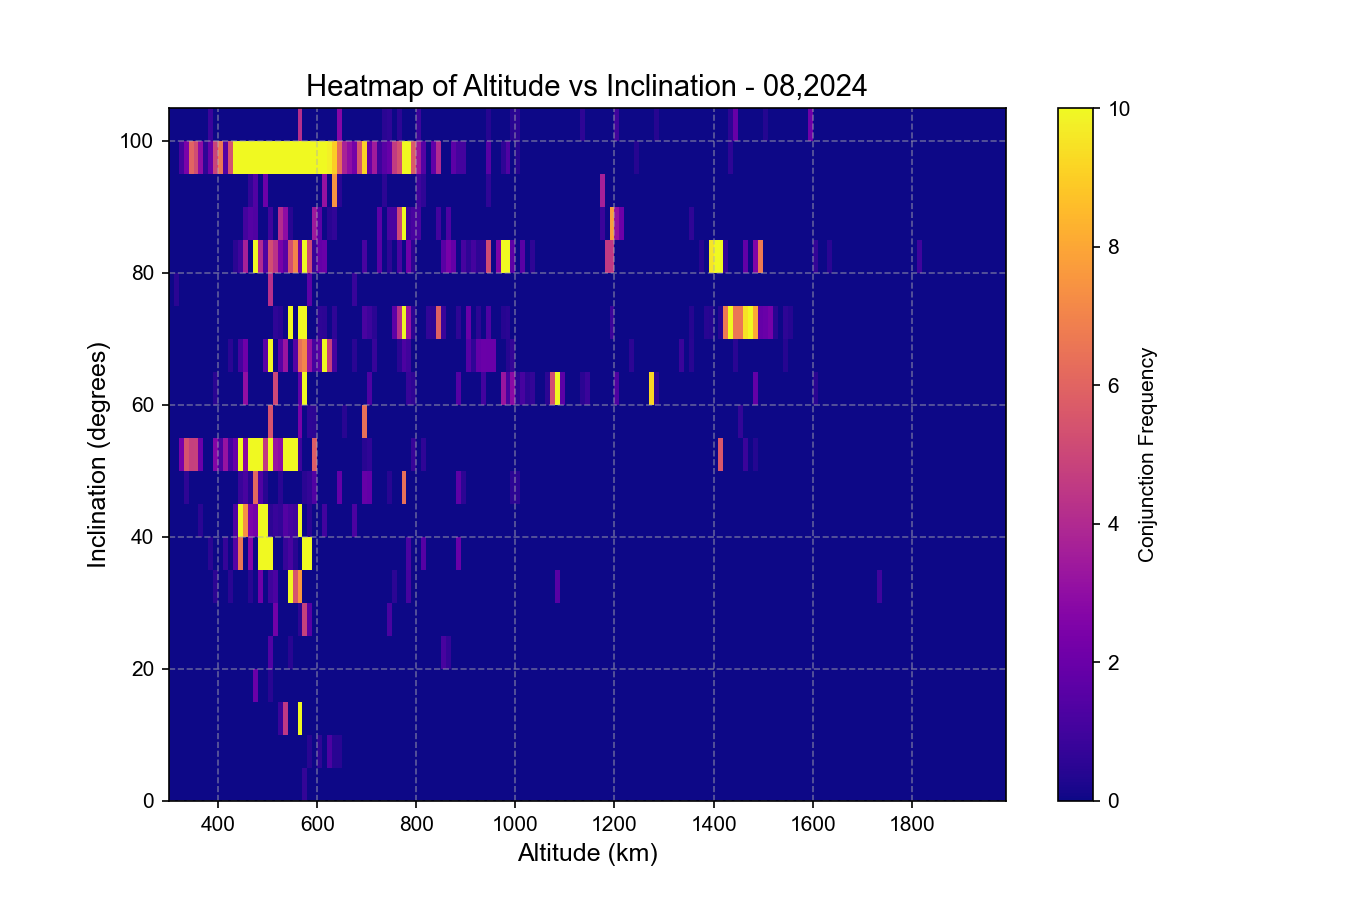 Heatmap of Altitude vs Inclination - 08,2024
100
80
60
40
20
0
Inclination (degrees)
400 600 800 1000 1200 1400 1600 1800
Altitude (km)
10
8
6
4
2
0
Conjunction Frequency